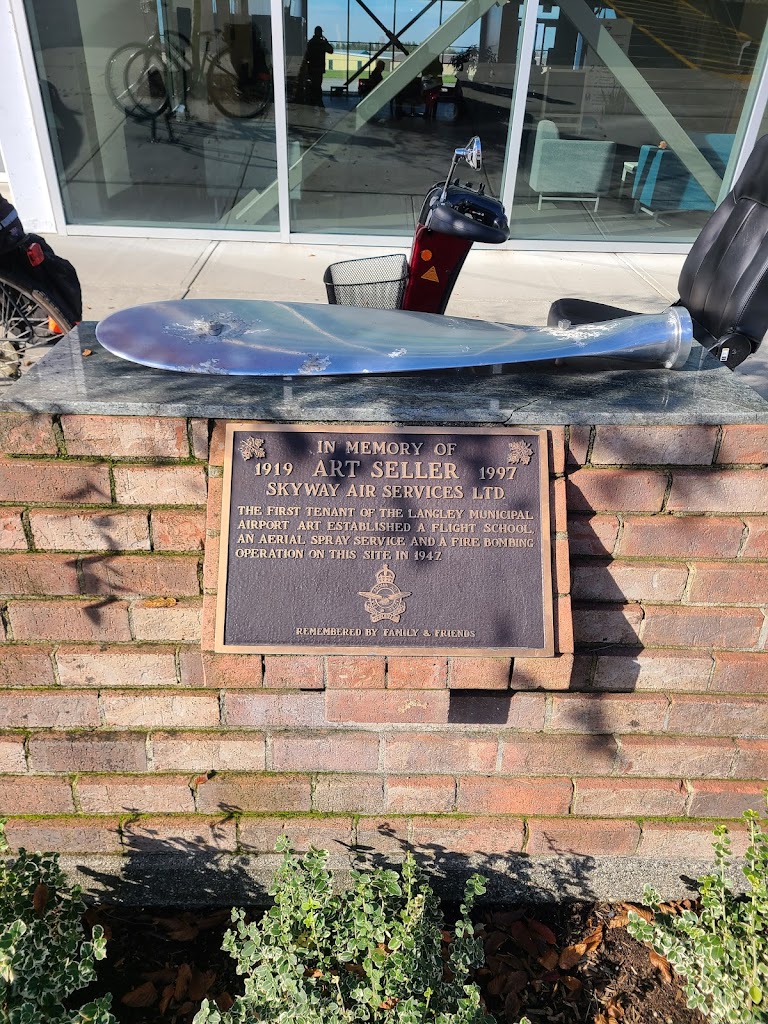 IN MEMORY OF
1919 ART SELLER 1997
SKYWAY AIR SERVICES LTD.
THE FIRST TENANT OF THE LANGLEY MUNICIPAL
AIRPORT ART ESTABLISHED A FLIGHT SCHOOL,
AN AERIAL SPRAY SERVICE AND A FIRE BOMBING
OPERATION ON THIS SITE IN 1947.
REMEMBERED BY FAMILY & FRIENDS